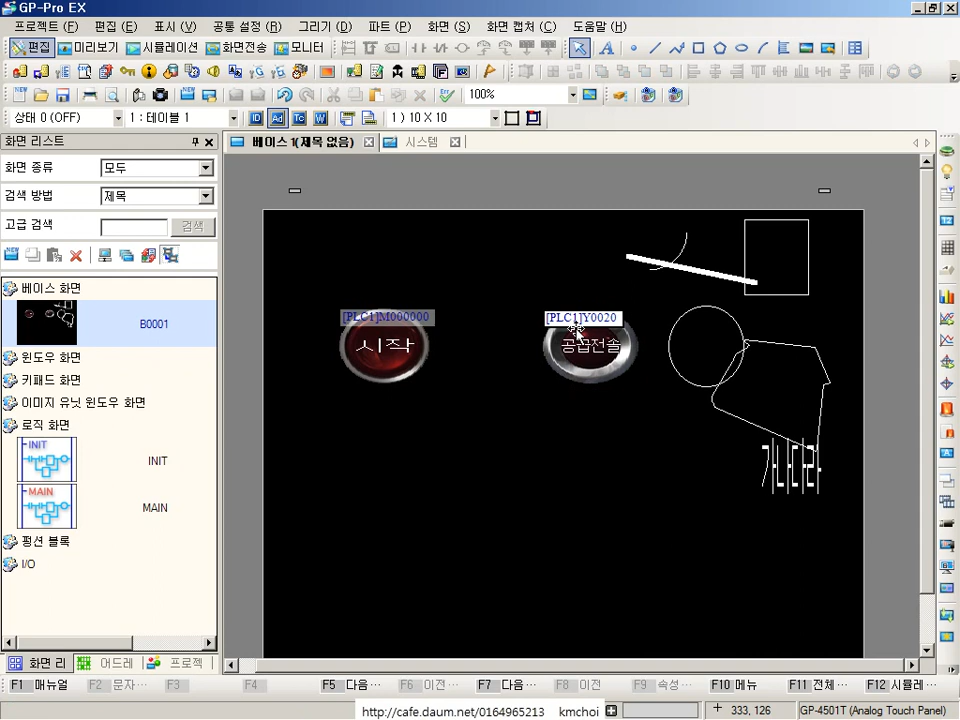 GP-Pro EX
프로젝트 (F) 편집 (E) 표시 (V) 공통 설정 (R) 그리기 (D) 파트 (P) 화면 (S) 화면 캡처 (C) 도움말 (H)
편집 미리보기 시뮬레이션 화면전송 모니터
100%
상태 0 (OFF) 1 : 테이블 1 ID Ad Tc W 1 ) 10 X 10
화면 리스트
베이스 1(제목 없음) 시스템
화면 종류 모두
검색 방법 제목
고급 검색 검색
베이스 화면
B0001
윈도우 화면
키패드 화면
이미지 유닛 윈도우 화면
로직 화면
INIT INIT
MAIN MAIN
펑션 블록
I/O
[PLC1]M000000
시작
[PLC1]Y0020
공급전솔
화면 리 어드레 프로젝
F1 매뉴얼 F2 문자··· F3 F4 F5 다음··· F6 이전··· F7 다음··· F8 이전 F9 속성··· F10 메뉴 F11 전체··· F12 시뮬레···
http://cafe.daum.net/0164965213 kmchoi 333, 126 GP-4501T (Analog Touch Panel)